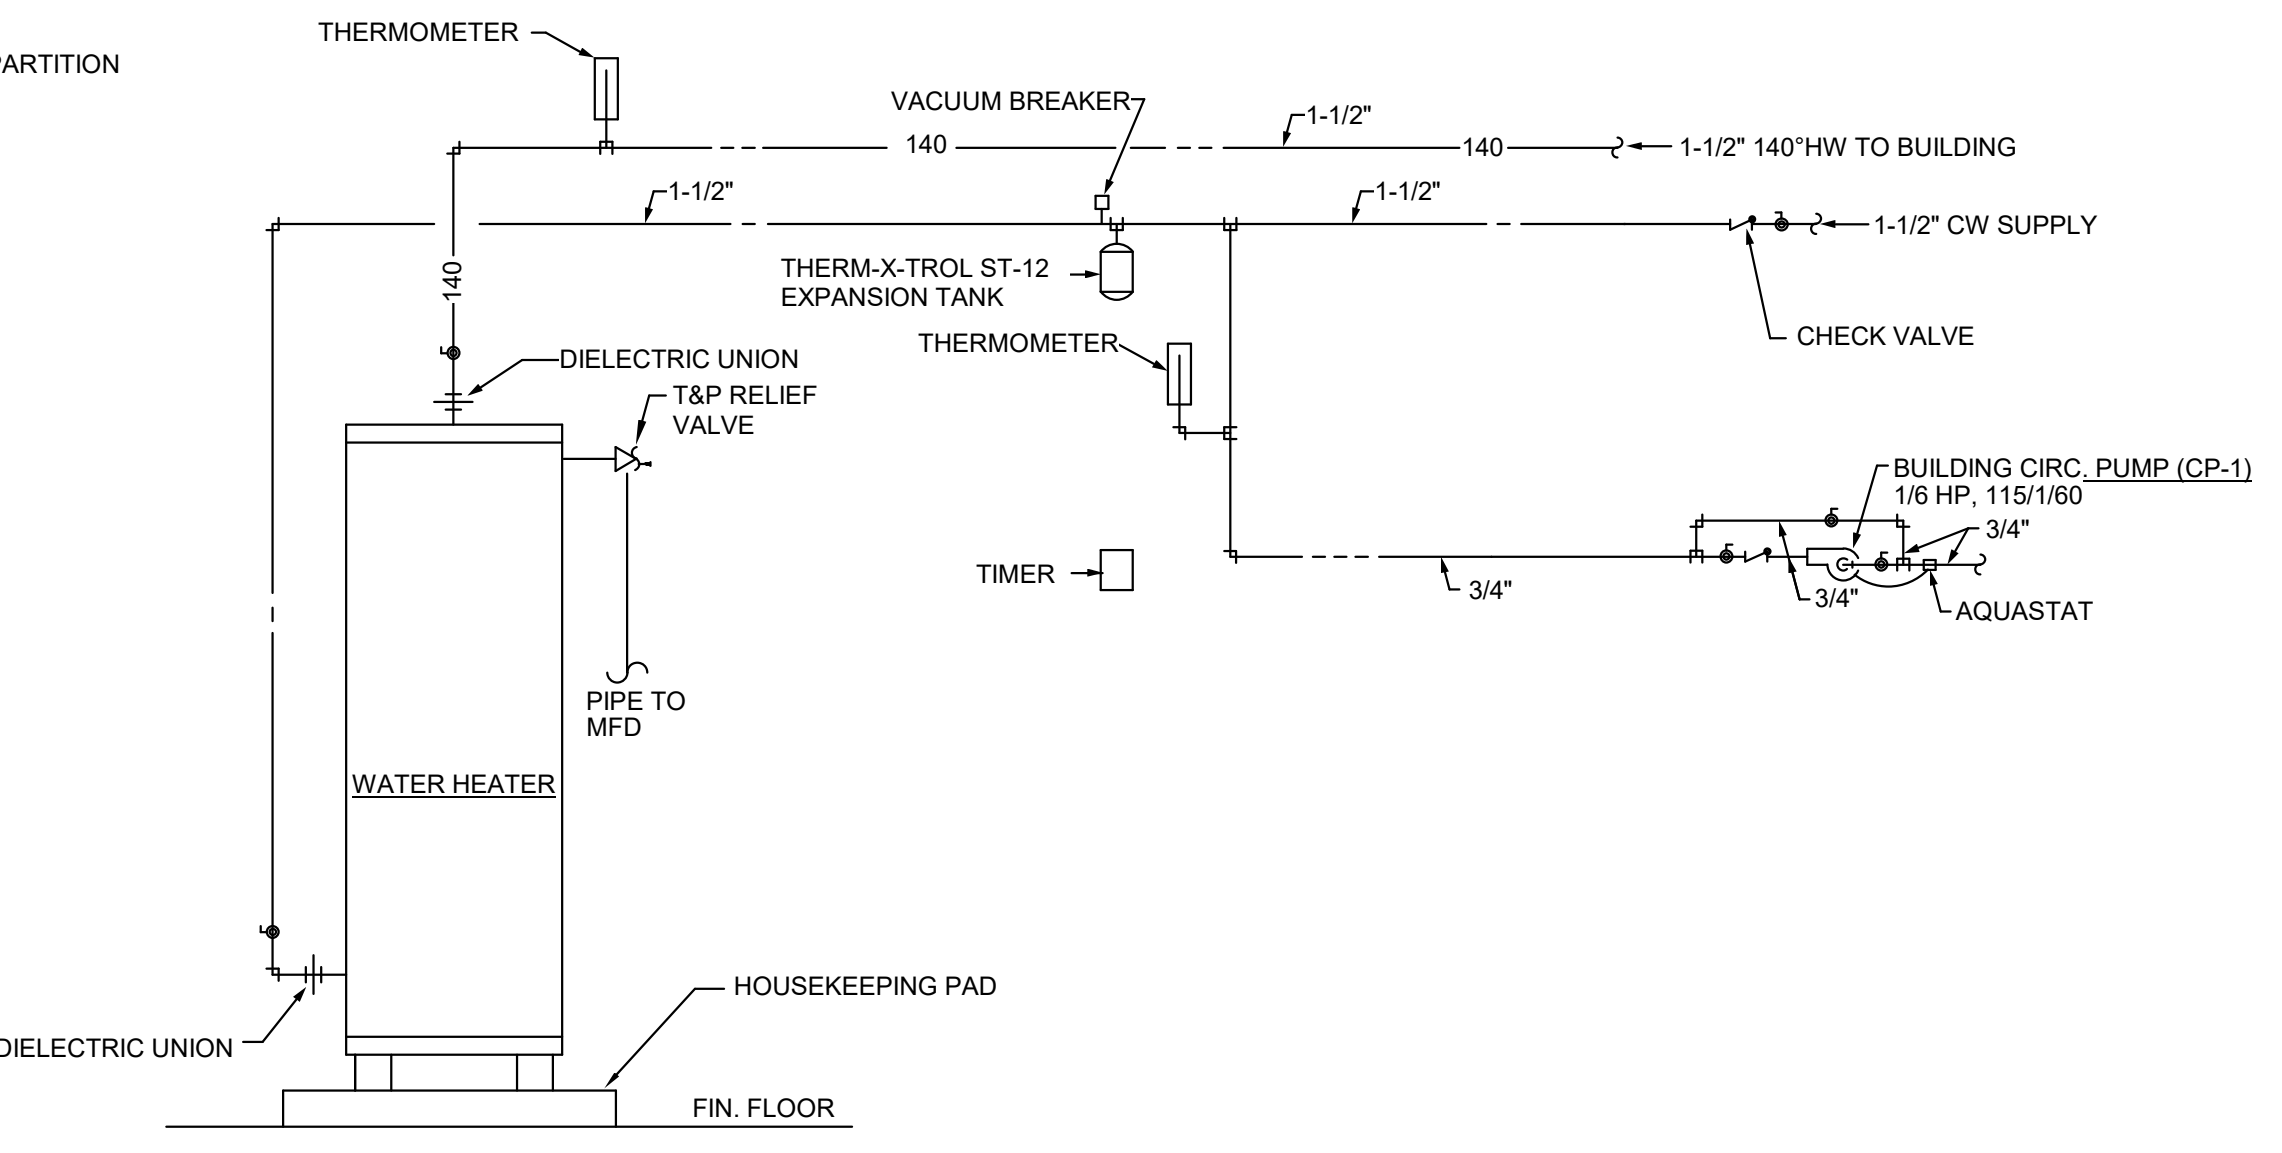 THERMOMETER
PARTITION
VACUUM BREAKER
1-1/2"
140
140
1-1/2" 140°HW TO BUILDING
1-1/2"
1-1/2"
1-1/2" CW SUPPLY
140
THERM-X-TROL ST-12
EXPANSION TANK
THERMOMETER
CHECK VALVE
DIELECTRIC UNION
T&P RELIEF
VALVE
BUILDING CIRC. PUMP (CP-1)
1/6 HP, 115/1/60
3/4"
TIMER
3/4"
3/4"
AQUASTAT
PIPE TO
MFD
WATER HEATER
HOUSEKEEPING PAD
DIELECTRIC UNION
FIN. FLOOR